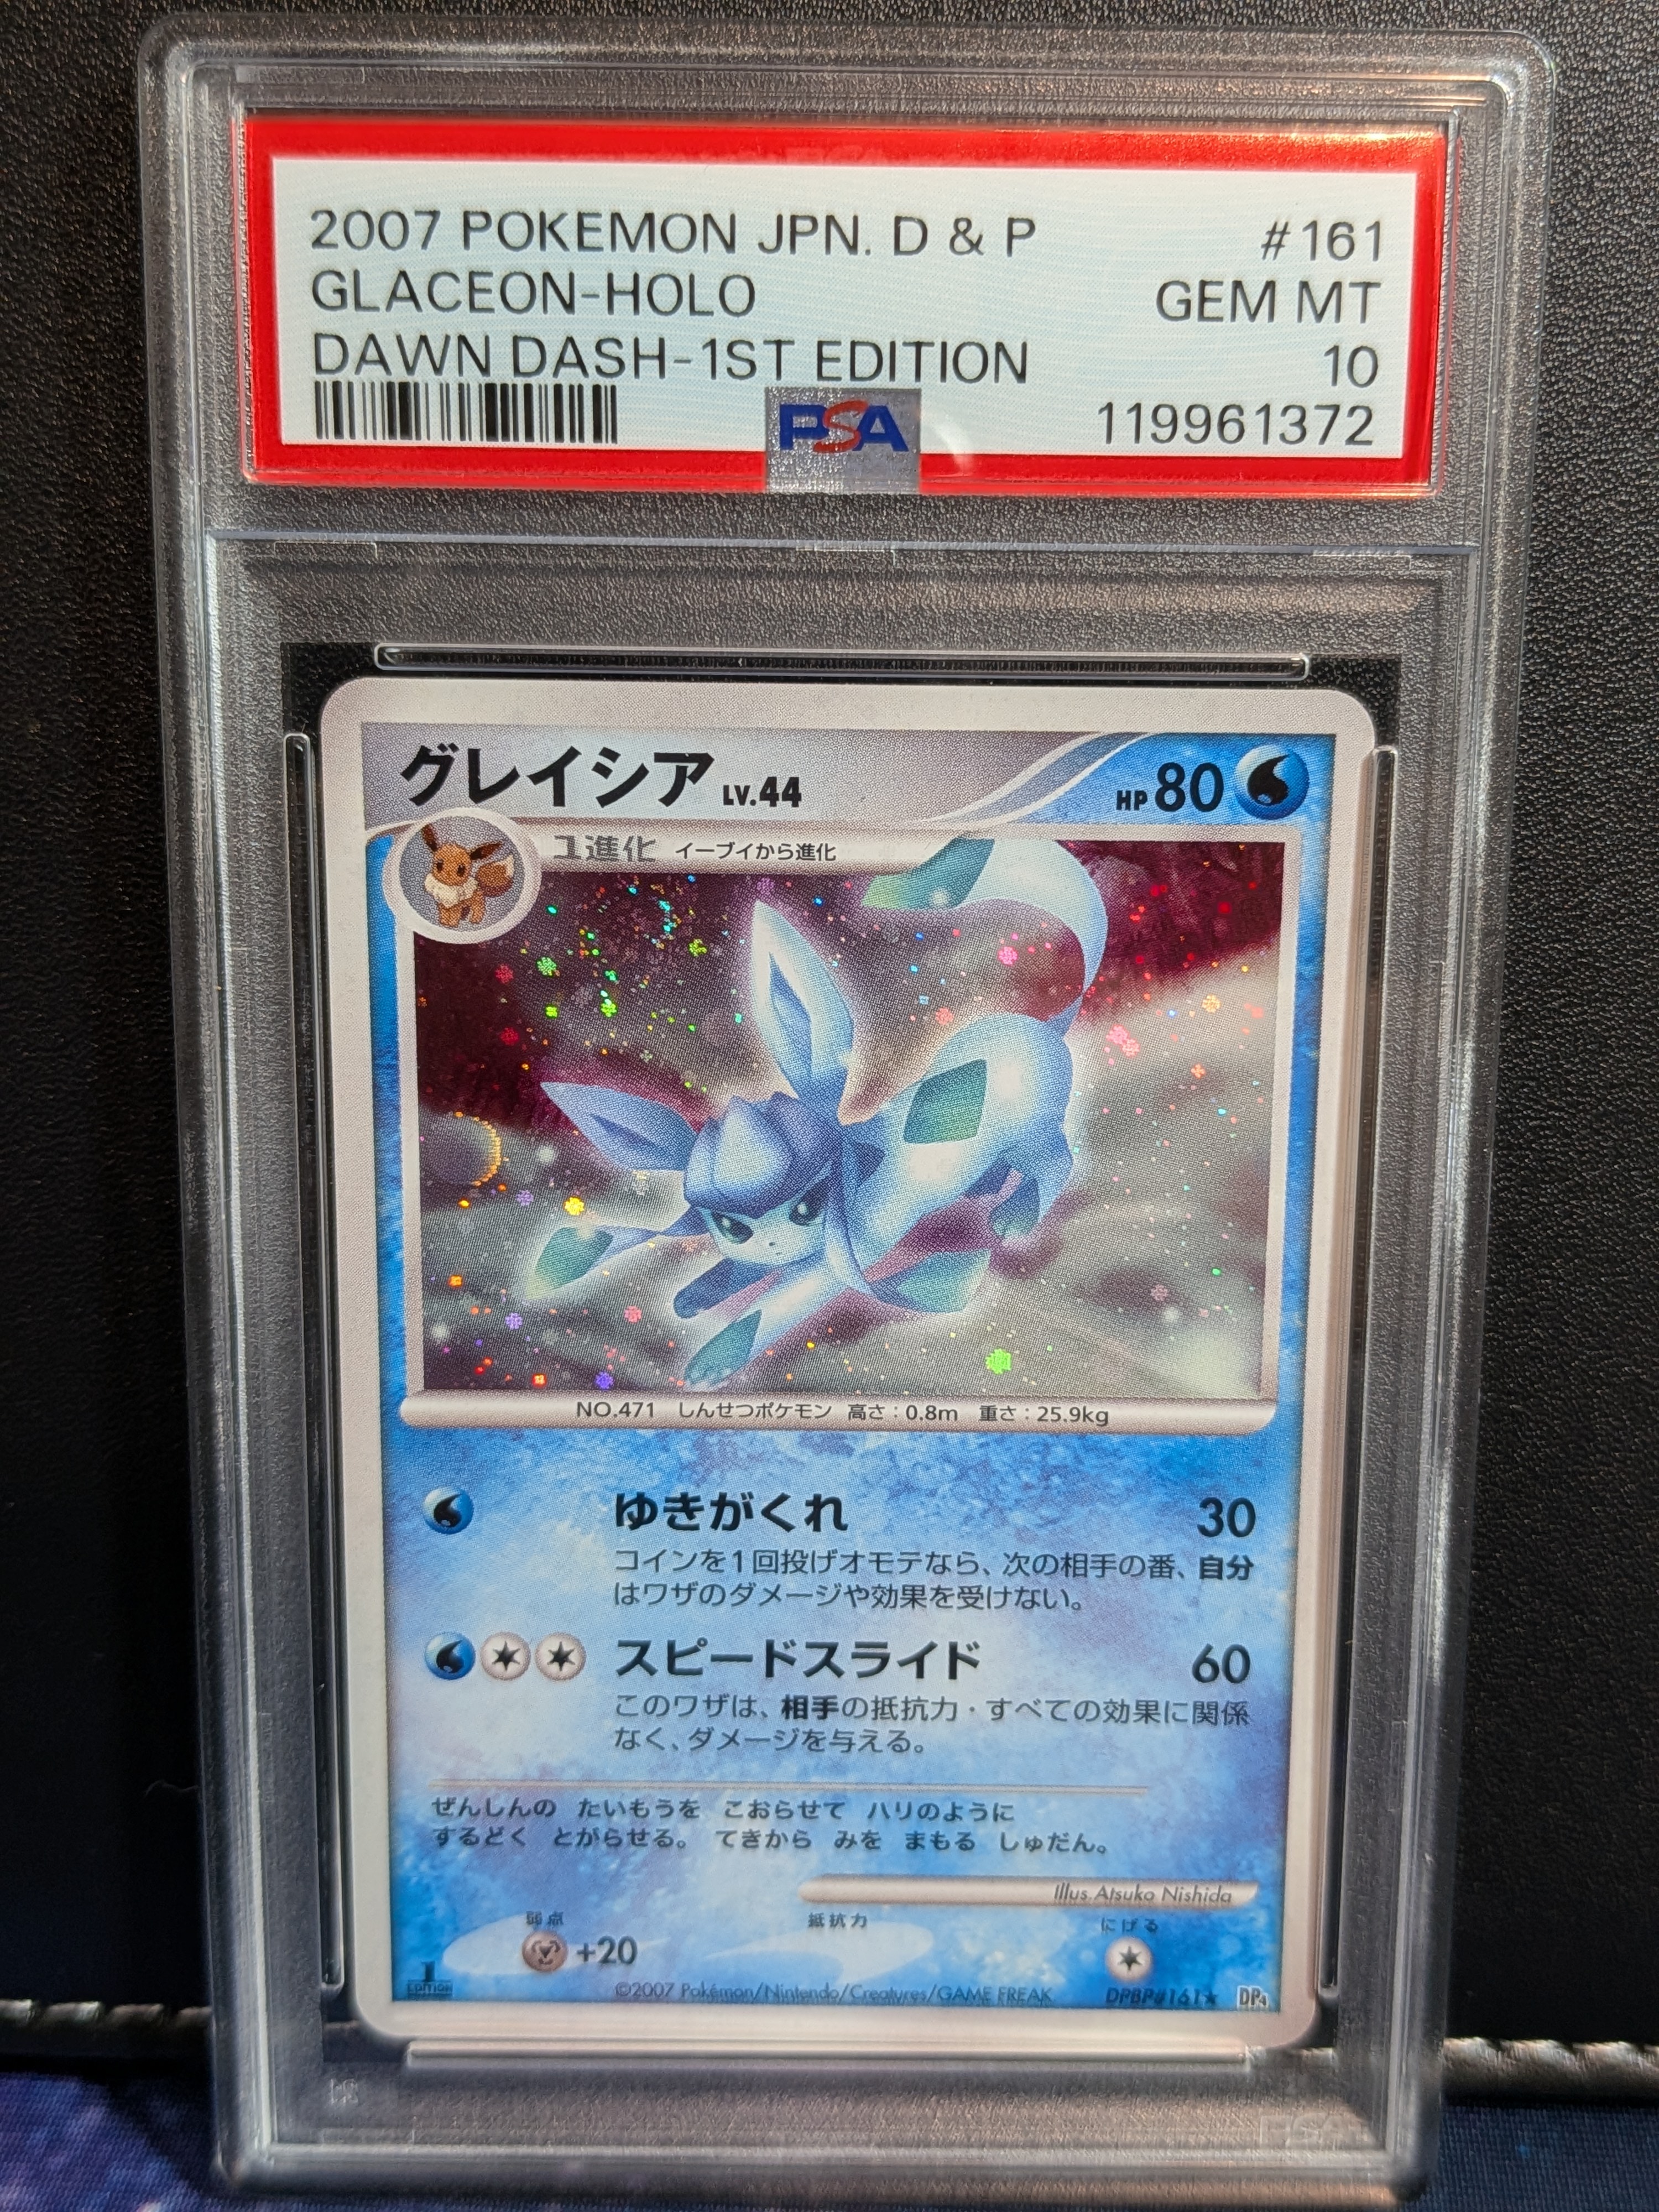 2007 POKEMON JPN. D & P #161
GLACEON-HOLO GEM MT
DAWN DASH-1ST EDITION 10
PSA 119961372
グレイシア LV.44 HP 80
1進化 イーブイから進化
NO.471 しんせつポケモン 高さ:0.8m 重さ:25.9kg
ゆきがくれ 30
コインを1回投げオモテなら、次の相手の番、自分
はワザのダメージや効果を受けない。
スピードスライド 60
このワザは、相手の抵抗力・すべての効果に関係
なく、ダメージを与える。
ぜんしんの たいもうを こおらせて ハリのように
するどく とがらせる。 てきから みを まもる しゅだん。
Illus. Atsuko Nishida
弱点 抵抗力 にげる
+20
1 EDITION ©2007 Pokémon/Nintendo/Creatures/GAME FREAK DPBP#161★ DP4
PSA